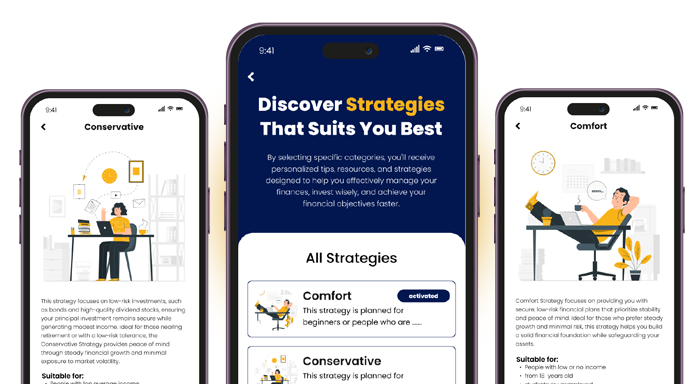 9:41
Conservative
This strategy focuses on low-risk investments, such
as bonds and high-quality dividend stocks, ensuring
your principal investment remains secure while
generating modest income. Ideal for those nearing
retirement or with a low-risk tolerance, the
Conservative Strategy provides peace of mind
through steady financial growth and minimal
exposure to market volatility.
Suitable for:
• People with
9:41
Discover Strategies
That Suits You Best
By selecting specific categories, you'll receive
personalized tips, resources, and strategies
designed to help you effectively manage your
finances, invest wisely, and achieve your
financial objectives faster.
All Strategies
Comfort
activated
This strategy is planned for
beginners or people who are ......
Conservative
This strategy is planned for
9:41
Comfort
Comfort Strategy focuses on providing you with
secure, low-risk financial plans that prioritize stability
and peace of mind. Ideal for those who prefer steady
growth and minimal risk, this strategy helps you build
a solid financial foundation while safeguarding your
assets.
Suitable for:
• People with low or no income
• from 18 years old